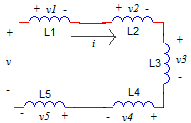 + v1 - + v2 -
L1 L2
+ i +
v L3 v3
- -
L5 L4
- v5 + - v4 +